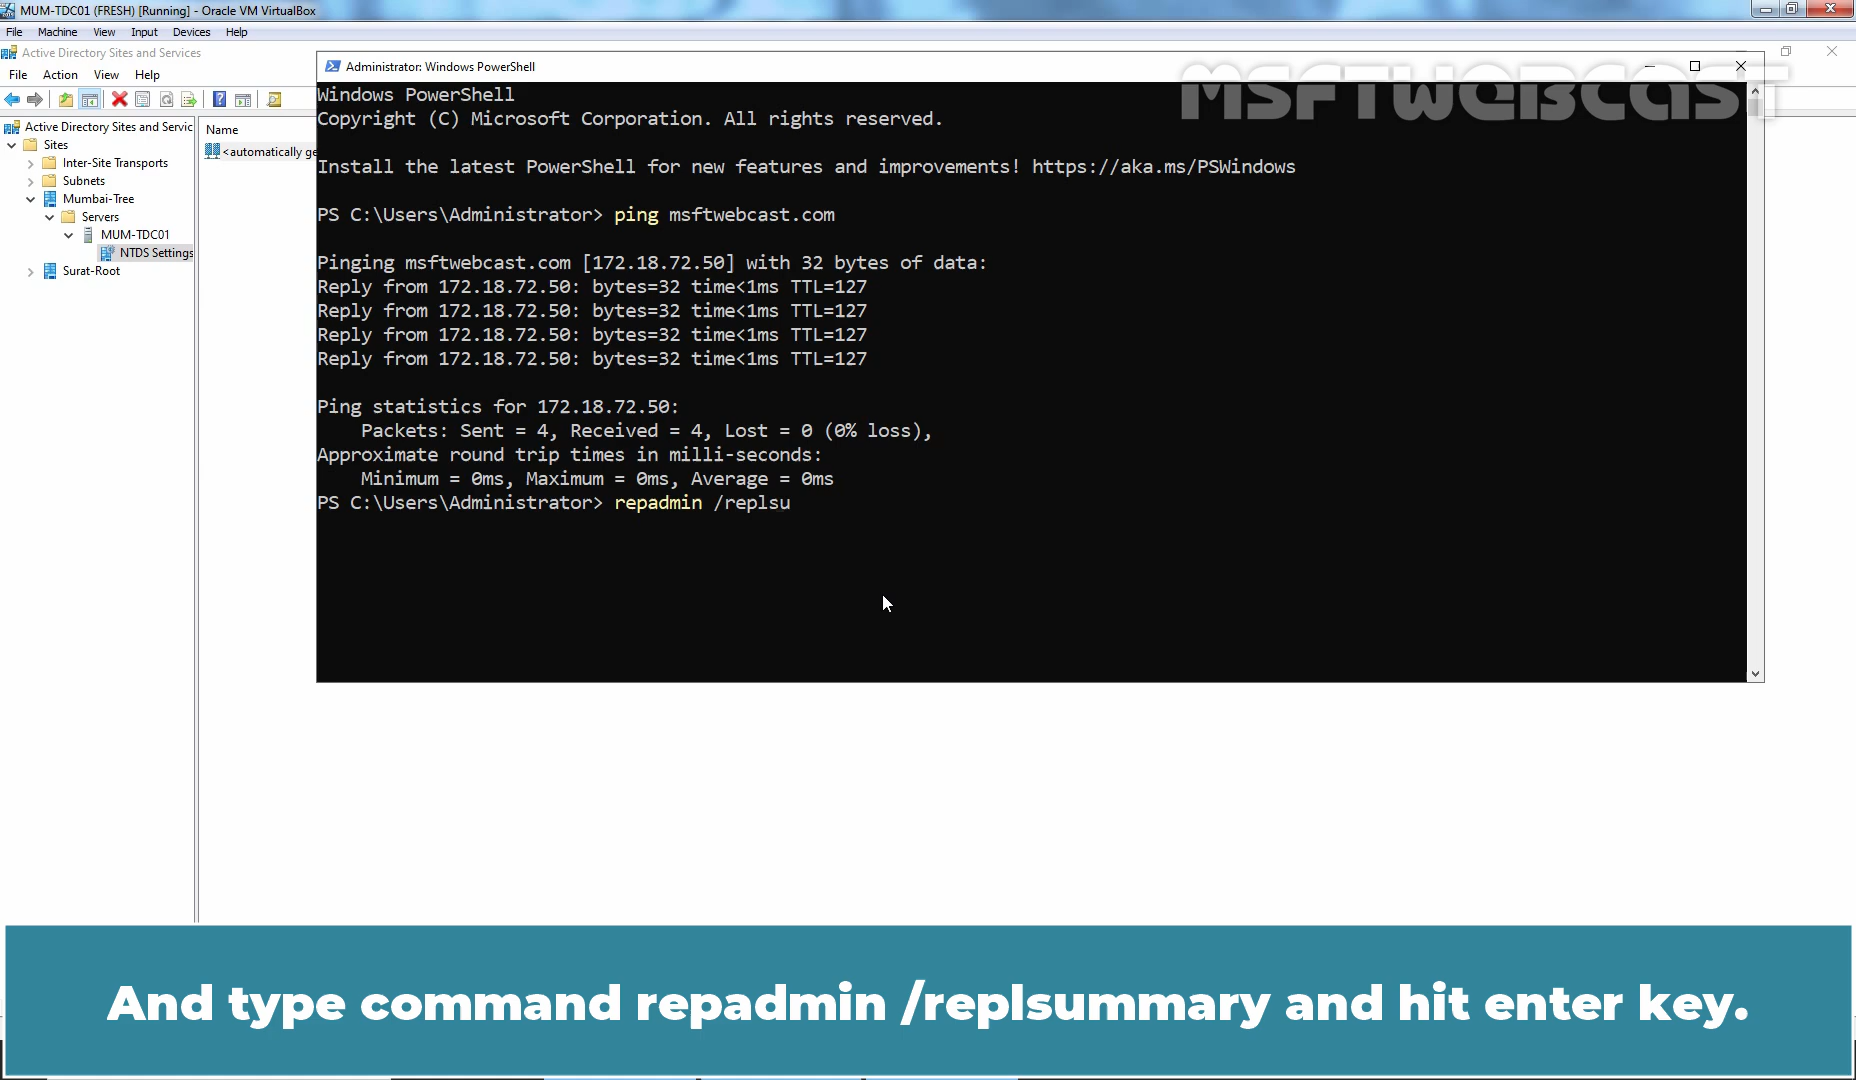 MUM-TDC01 (FRESH) [Running] - Oracle VM VirtualBox
File Machine View Input Devices Help
Active Directory Sites and Services
File Action View Help
Administrator: Windows PowerShell
MSFTWEBCAST
Active Directory Sites and Servic
Sites
Inter-Site Transports
Subnets
Mumbai-Tree
Servers
MUM-TDC01
NTDS Settings
Surat-Root
Name
<automatically ge
Windows PowerShell
Copyright (C) Microsoft Corporation. All rights reserved.
Install the latest PowerShell for new features and improvements! https://aka.ms/PSWindows
PS C:\Users\Administrator> ping msftwebcast.com
Pinging msftwebcast.com [172.18.72.50] with 32 bytes of data:
Reply from 172.18.72.50: bytes=32 time<1ms TTL=127
Reply from 172.18.72.50: bytes=32 time<1ms TTL=127
Reply from 172.18.72.50: bytes=32 time<1ms TTL=127
Reply from 172.18.72.50: bytes=32 time<1ms TTL=127
Ping statistics for 172.18.72.50:
Packets: Sent = 4, Received = 4, Lost = 0 (0% loss),
Approximate round trip times in milli-seconds:
Minimum = 0ms, Maximum = 0ms, Average = 0ms
PS C:\Users\Administrator> repadmin /replsu
And type command repadmin /replsummary and hit enter key.